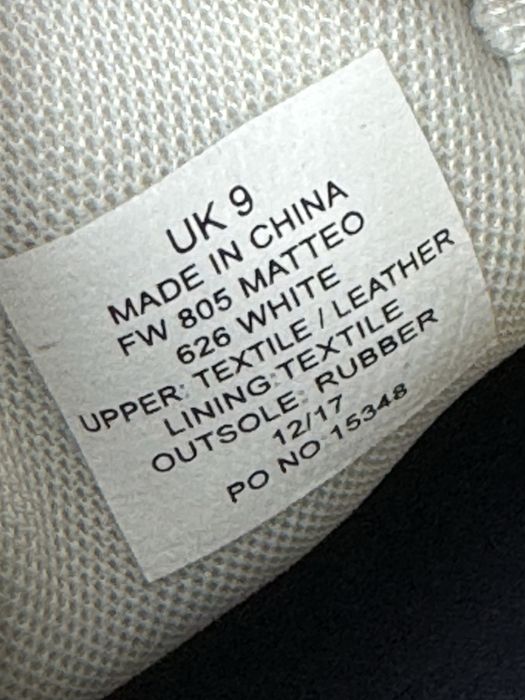 UK 9
MADE IN CHINA
FW 805 MATTEO
626 WHITE
UPPER: TEXTILE / LEATHER
LINING:TEXTILE
OUTSOLE: RUBBER
12/17
PO NO 15348